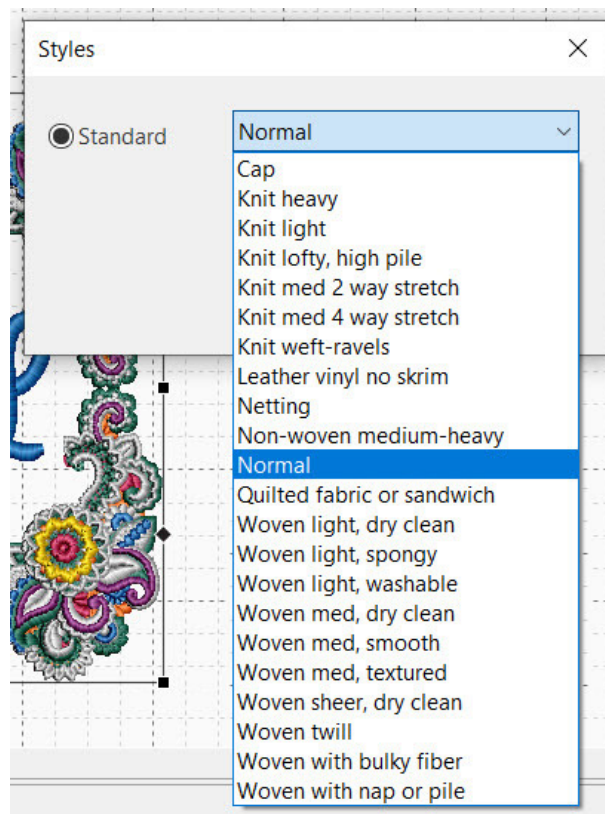 Styles
Standard
Normal
Cap
Knit heavy
Knit light
Knit lofty, high pile
Knit med 2 way stretch
Knit med 4 way stretch
Knit weft-ravels
Leather vinyl no skrim
Netting
Non-woven medium-heavy
Normal
Quilted fabric or sandwich
Woven light, dry clean
Woven light, spongy
Woven light, washable
Woven med, dry clean
Woven med, smooth
Woven med, textured
Woven sheer, dry clean
Woven twill
Woven with bulky fiber
Woven with nap or pile